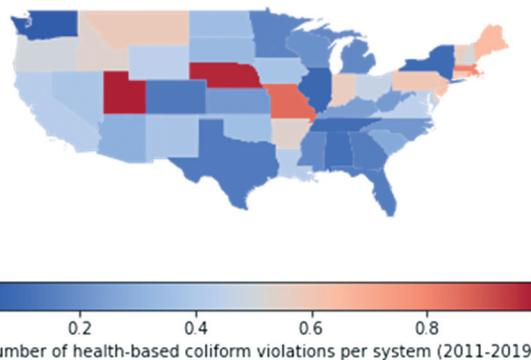 0.2 0.4 0.6 0.8
umber of health-based coliform violations per system (2011-2019